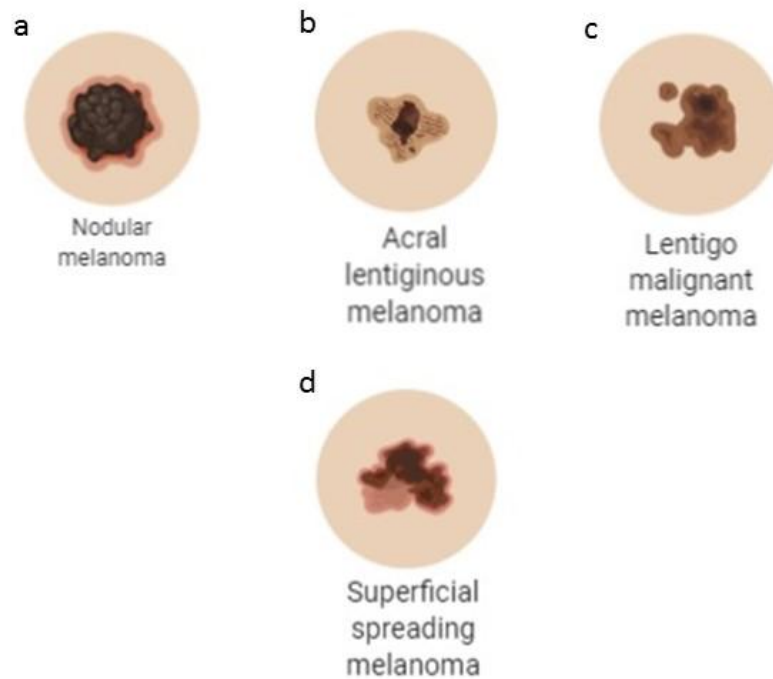 a
Nodular
melanoma
b
Acral
lentiginous
melanoma
c
Lentigo
malignant
melanoma
d
Superficial
spreading
melanoma